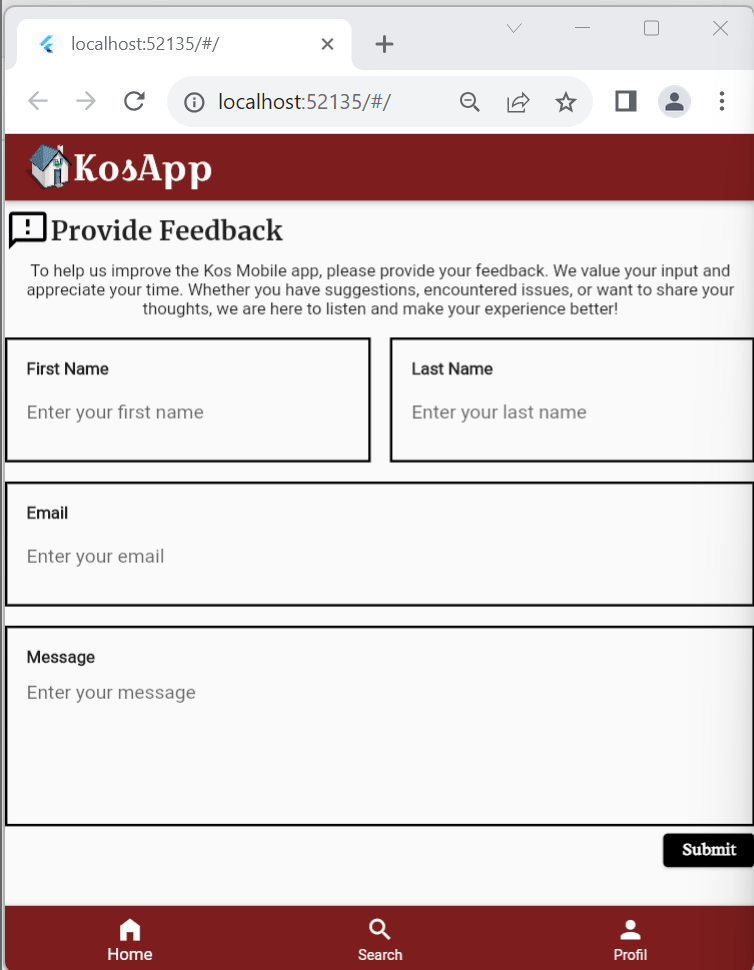 localhost:52135/#/
localhost:52135/#/
KosApp
Provide Feedback
To help us improve the Kos Mobile app, please provide your feedback. We value your input and
appreciate your time. Whether you have suggestions, encountered issues, or want to share your
thoughts, we are here to listen and make your experience better!
First Name
Enter your first name
Last Name
Enter your last name
Email
Enter your email
Message
Enter your message
Submit
Home
Search
Profil